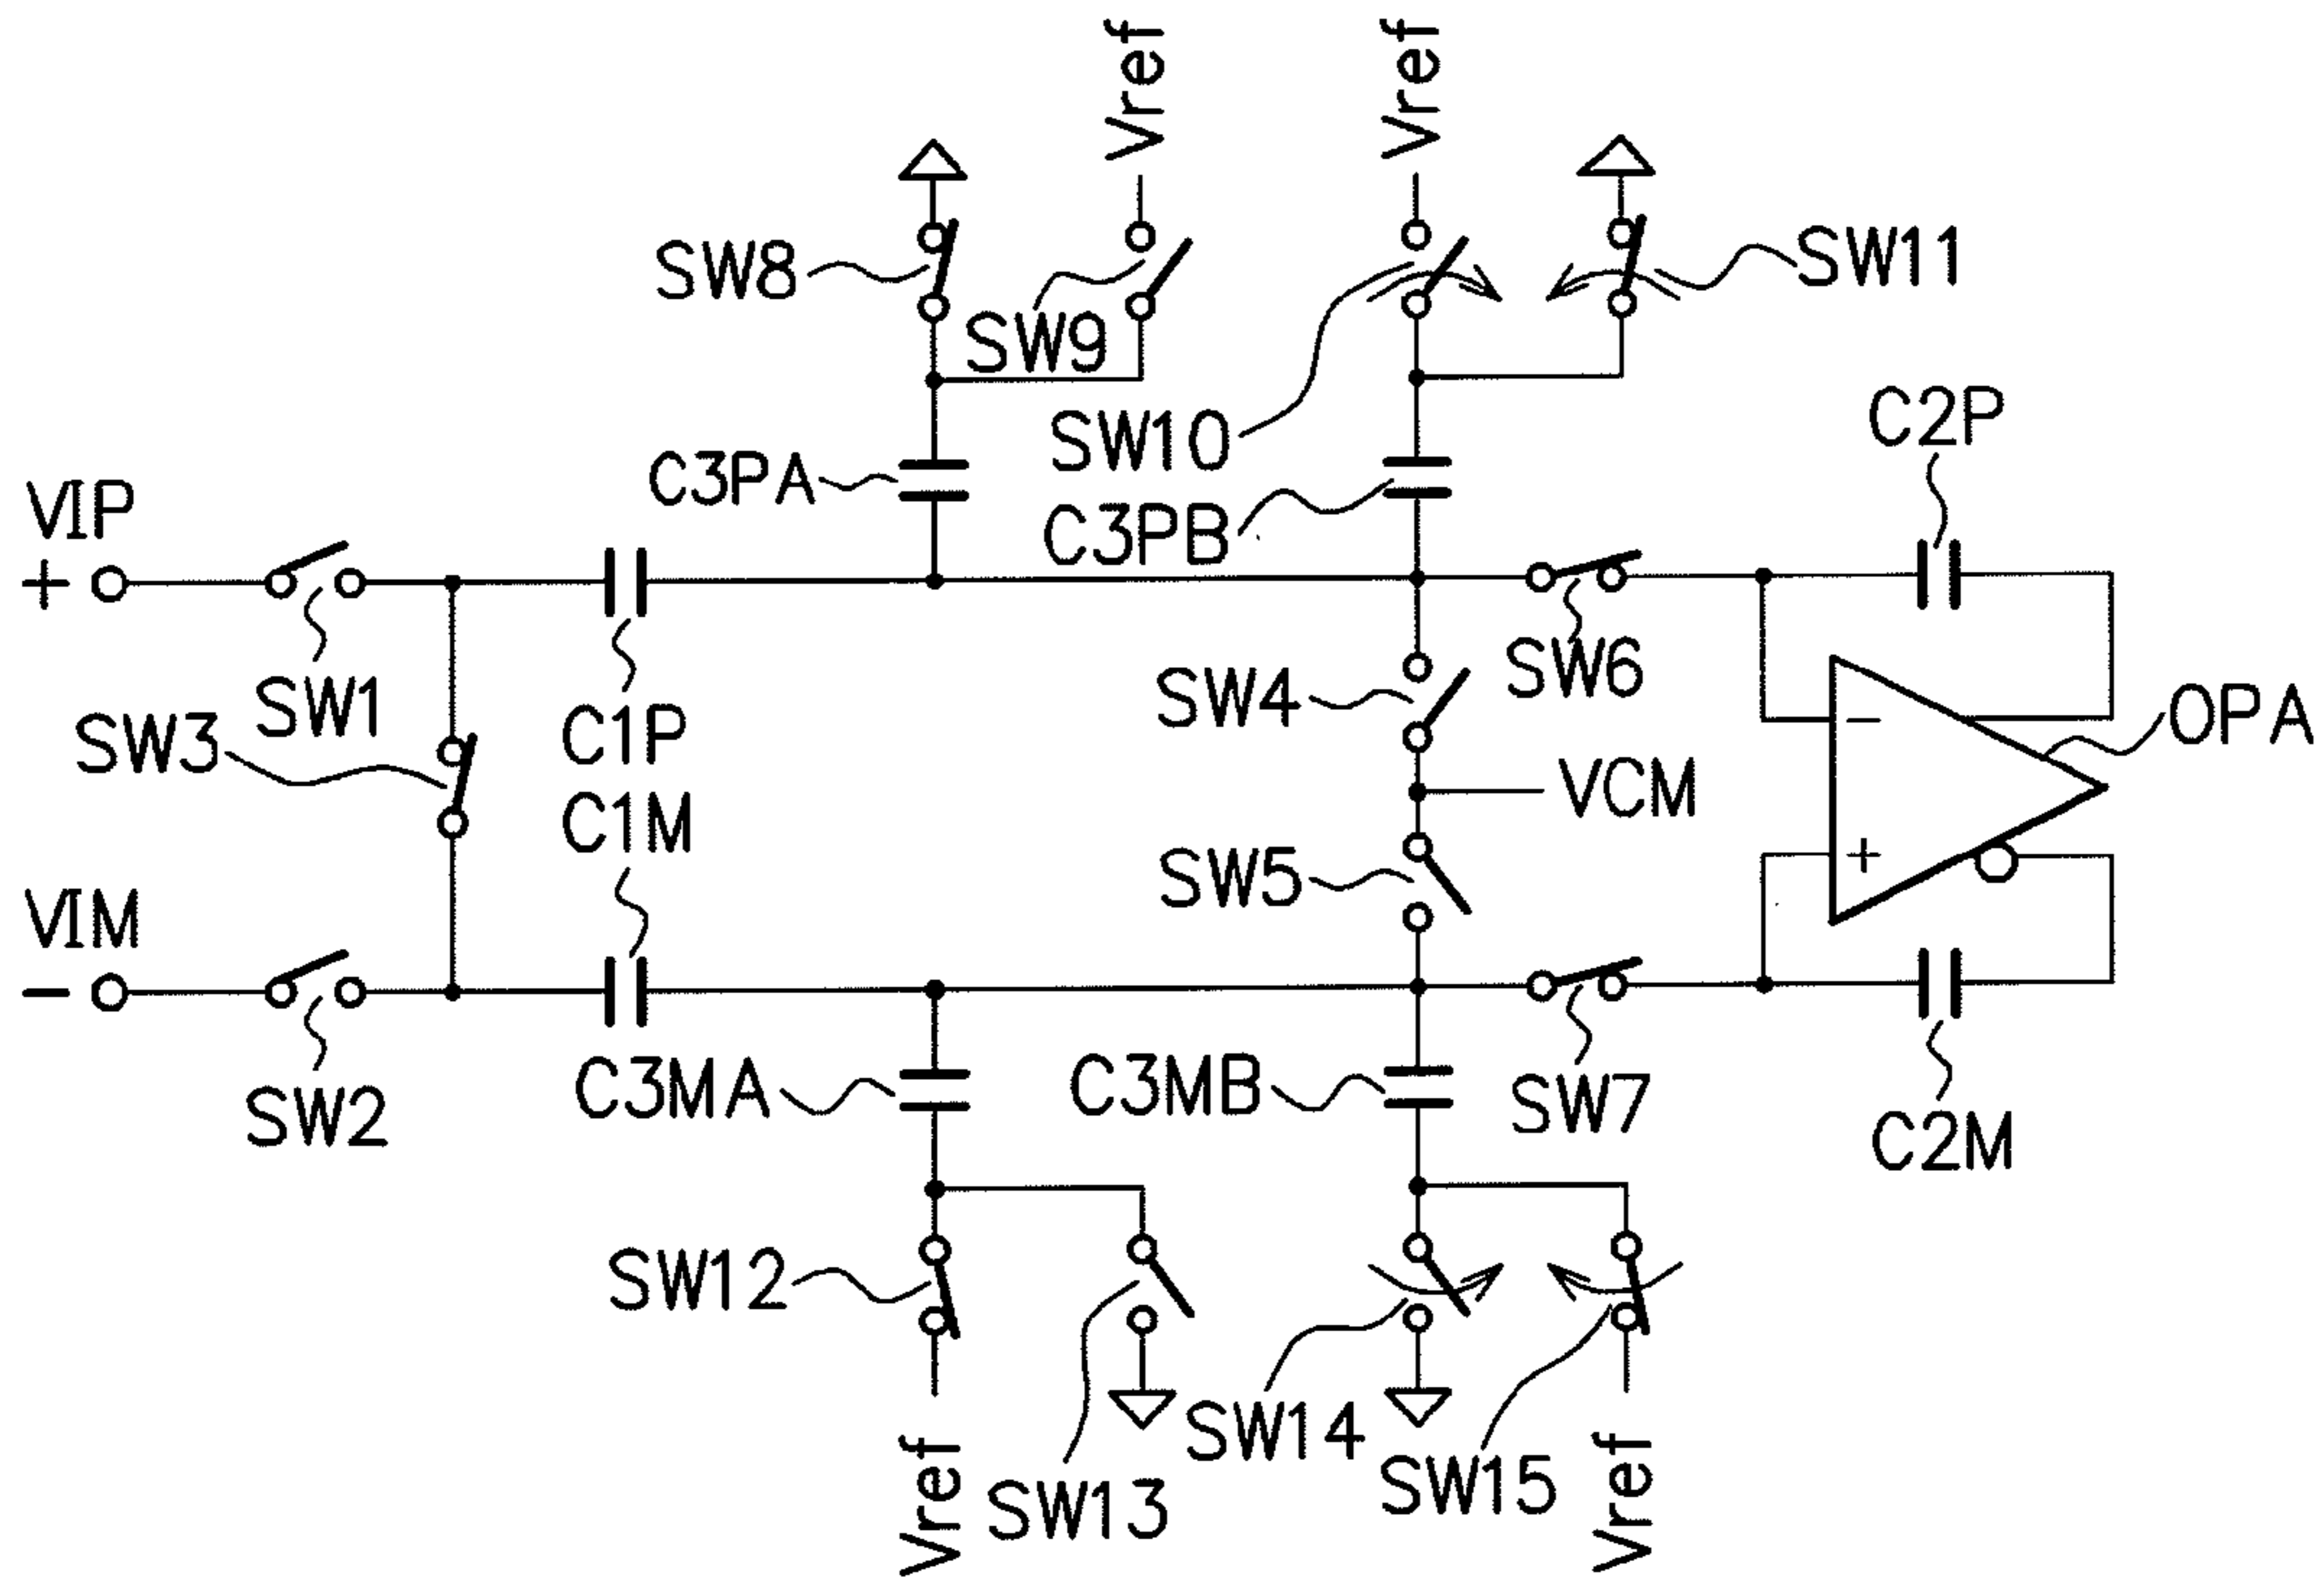 Vref
Vref
SW8
SW9
SW11
SW10
C2P
C3PA
C3PB
VIP
+
SW1
SW6
SW4
OPA
SW3
C1P
−
VCM
C1M
SW5
+
VIM
−
C3MA
C3MB
SW7
SW2
C2M
SW12
SW14
SW15
SW13
Vref
Vref